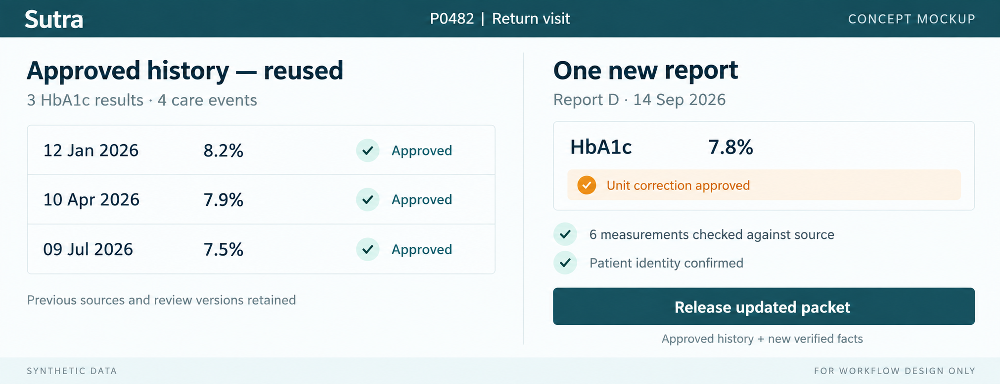 Sutra
P0482 | Return visit
CONCEPT MOCKUP
Approved history — reused
3 HbA1c results · 4 care events
12 Jan 2026 8.2% Approved
10 Apr 2026 7.9% Approved
09 Jul 2026 7.5% Approved
Previous sources and review versions retained
One new report
Report D · 14 Sep 2026
HbA1c 7.8%
Unit correction approved
6 measurements checked against source
Patient identity confirmed
Release updated packet
Approved history + new verified facts
SYNTHETIC DATA
FOR WORKFLOW DESIGN ONLY